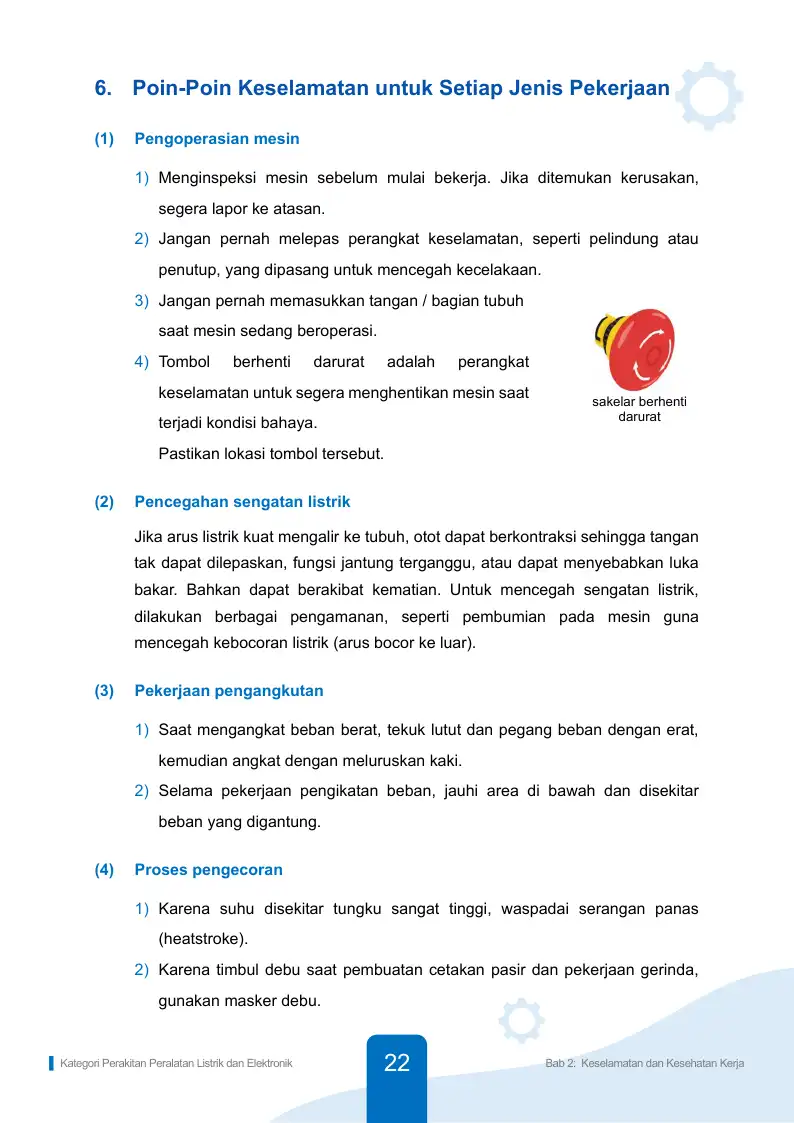 6. Poin-Poin Keselamatan untuk Setiap Jenis Pekerjaan
(1) Pengoperasian mesin
1) Menginspeksi mesin sebelum mulai bekerja. Jika ditemukan kerusakan,
segera lapor ke atasan.
2) Jangan pernah melepas perangkat keselamatan, seperti pelindung atau
penutup, yang dipasang untuk mencegah kecelakaan.
3) Jangan pernah memasukkan tangan / bagian tubuh
saat mesin sedang beroperasi.
4) Tombol berhenti darurat adalah perangkat
keselamatan untuk segera menghentikan mesin saat
terjadi kondisi bahaya.
Pastikan lokasi tombol tersebut.
sakelar berhenti
darurat
(2) Pencegahan sengatan listrik
Jika arus listrik kuat mengalir ke tubuh, otot dapat berkontraksi sehingga tangan
tak dapat dilepaskan, fungsi jantung terganggu, atau dapat menyebabkan luka
bakar. Bahkan dapat berakibat kematian. Untuk mencegah sengatan listrik,
dilakukan berbagai pengamanan, seperti pembumian pada mesin guna
mencegah kebocoran listrik (arus bocor ke luar).
(3) Pekerjaan pengangkutan
1) Saat mengangkat beban berat, tekuk lutut dan pegang beban dengan erat,
kemudian angkat dengan meluruskan kaki.
2) Selama pekerjaan pengikatan beban, jauhi area di bawah dan disekitar
beban yang digantung.
(4) Proses pengecoran
1) Karena suhu disekitar tungku sangat tinggi, waspadai serangan panas
(heatstroke).
2) Karena timbul debu saat pembuatan cetakan pasir dan pekerjaan gerinda,
gunakan masker debu.
Kategori Perakitan Peralatan Listrik dan Elektronik
22
Bab 2: Keselamatan dan Kesehatan Kerja